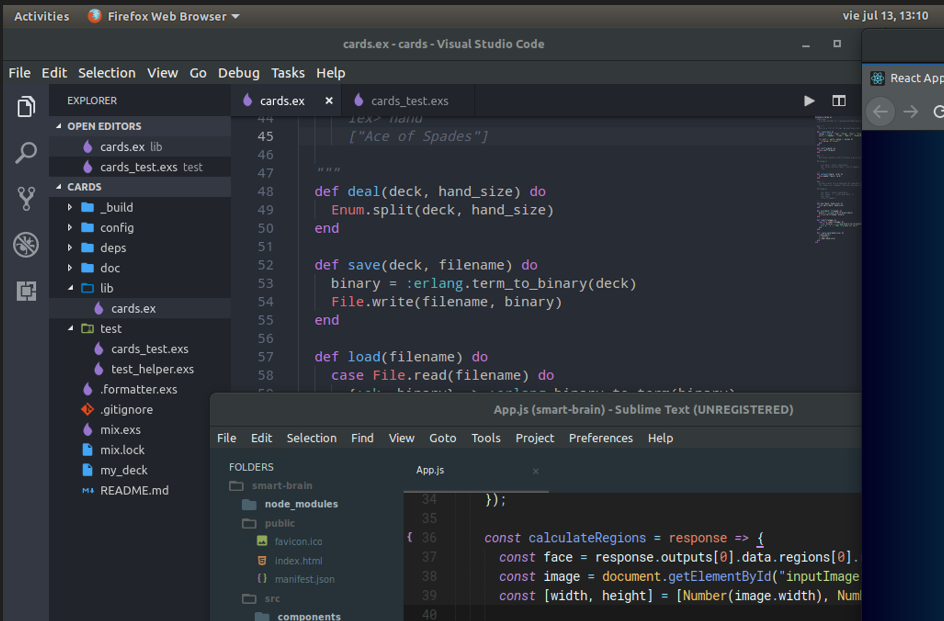 Activities Firefox Web Browser vie jul 13, 13:10
cards.ex - cards - Visual Studio Code
File Edit Selection View Go Debug Tasks Help
EXPLORER
OPEN EDITORS
cards.ex lib
cards_test.exs test
CARDS
_build
config
deps
doc
lib
cards.ex
test
cards_test.exs
test_helper.exs
.formatter.exs
.gitignore
mix.exs
mix.lock
my_deck
README.md
cards.ex × cards_test.exs
44 iex> hand
45 ["Ace of Spades"]
46
47 """
48 def deal(deck, hand_size) do
49 Enum.split(deck, hand_size)
50 end
51
52 def save(deck, filename) do
53 binary = :erlang.term_to_binary(deck)
54 File.write(filename, binary)
55 end
56
57 def load(filename) do
58 case File.read(filename) do
React App
App.js (smart-brain) - Sublime Text (UNREGISTERED)
File Edit Selection Find View Goto Tools Project Preferences Help
FOLDERS
smart-brain
node_modules
public
favicon.ico
index.html
manifest.json
src
components
App.js ×
34 });
35
36 const calculateRegions = response => {
37 const face = response.outputs[0].data.regions[0].
38 const image = document.getElementById("inputImage
39 const [width, height] = [Number(image.width), Num
40